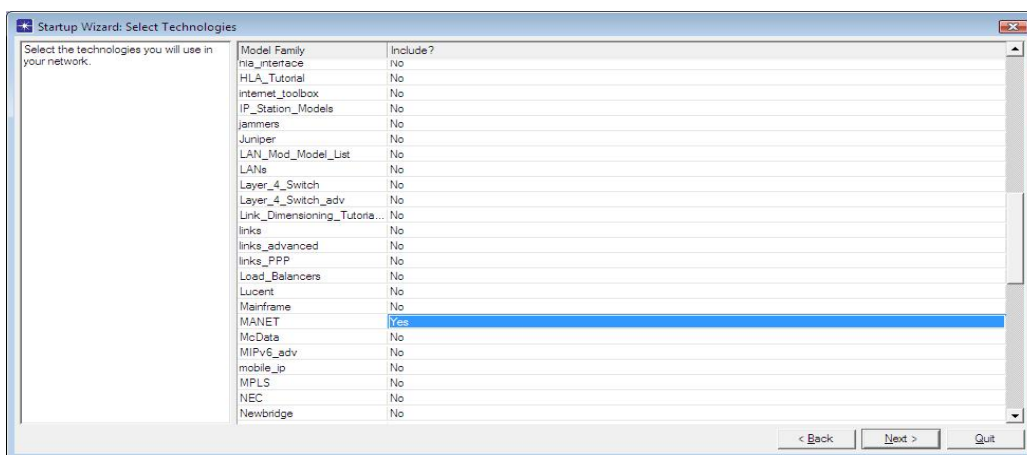 Startup Wizard: Select Technologies
Select the technologies you will use in
your network.
Model Family Include?
hla_interface No
HLA_Tutorial No
internet_toolbox No
IP_Station_Models No
jammers No
Juniper No
LAN_Mod_Model_List No
LANs No
Layer_4_Switch No
Layer_4_Switch_adv No
Link_Dimensioning_Tutoria... No
links No
links_advanced No
links_PPP No
Load_Balancers No
Lucent No
Mainframe No
MANET Yes
McData No
MIPv6_adv No
mobile_ip No
MPLS No
NEC No
Newbridge No
< Back Next > Quit